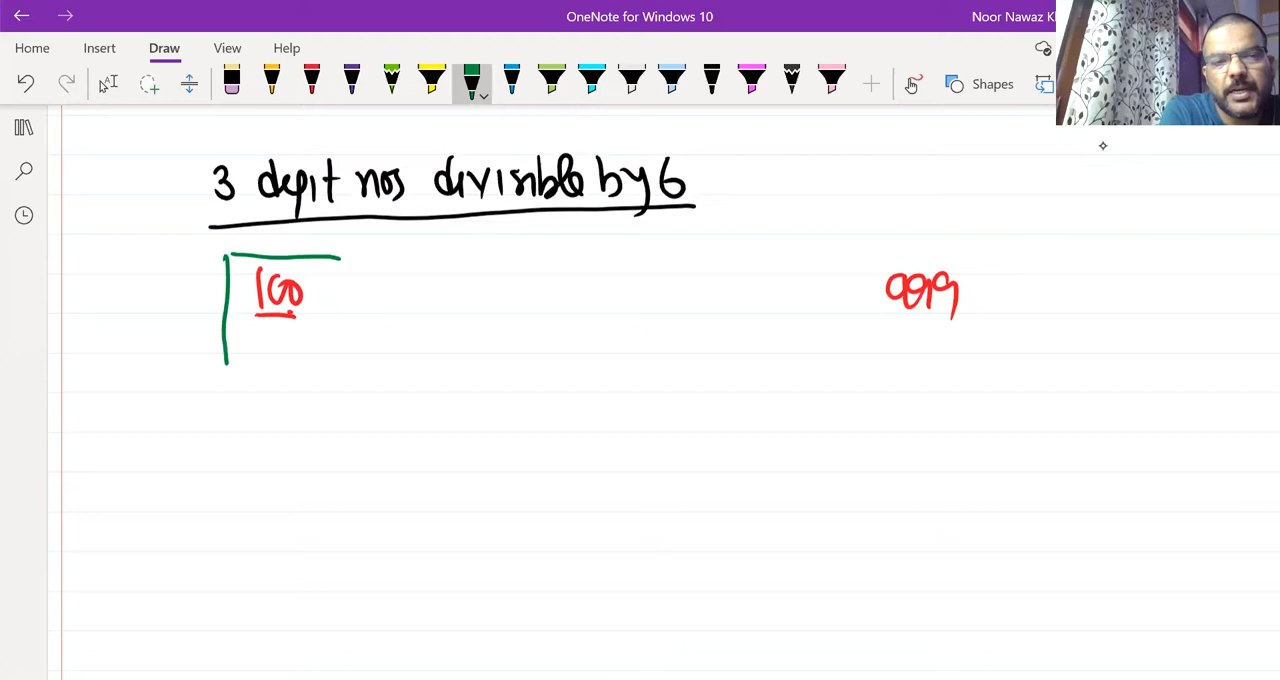 OneNote for Windows 10
Noor Nawaz Kh
Home Insert Draw View Help
Shapes
3 digit nos divisible by 6
100 999